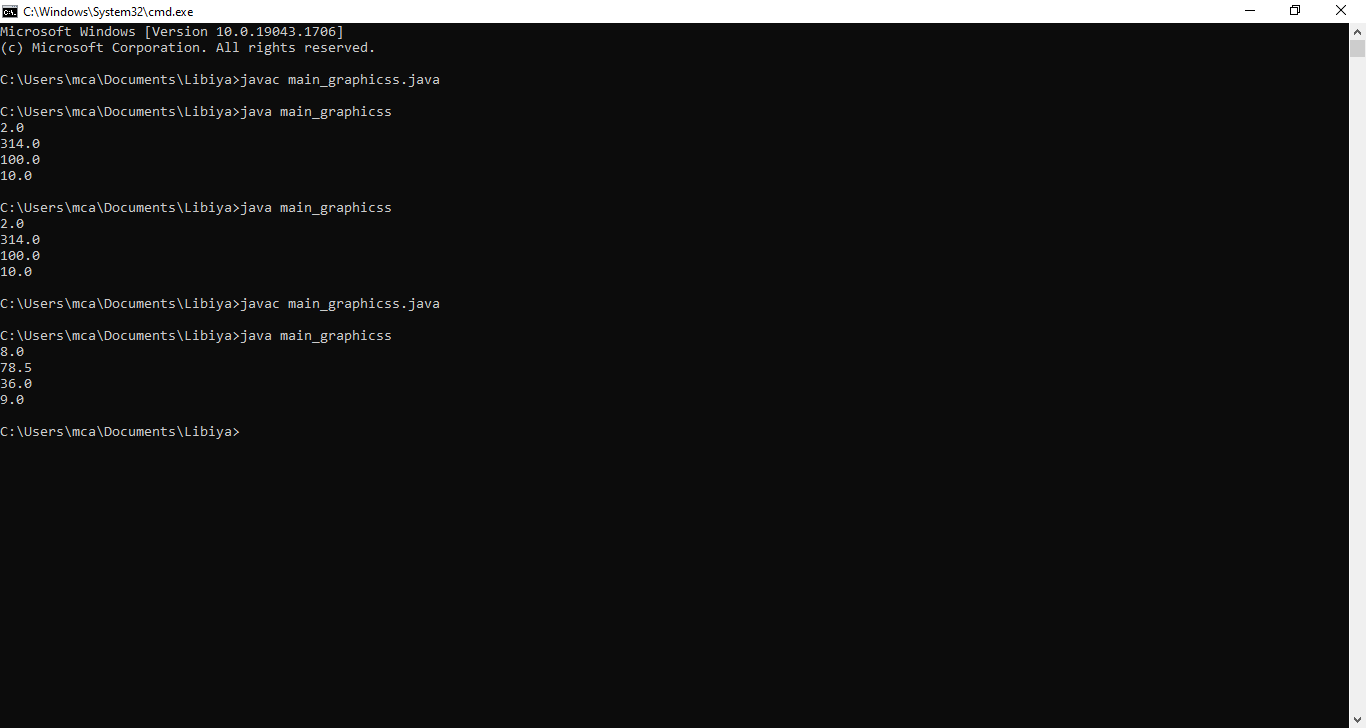 C:\Windows\System32\cmd.exe
Microsoft Windows [Version 10.0.19043.1706]
(c) Microsoft Corporation. All rights reserved.
C:\Users\mca\Documents\Libiya>javac main_graphicss.java
C:\Users\mca\Documents\Libiya>java main_graphicss
2.0
314.0
100.0
10.0
C:\Users\mca\Documents\Libiya>java main_graphicss
2.0
314.0
100.0
10.0
C:\Users\mca\Documents\Libiya>javac main_graphicss.java
C:\Users\mca\Documents\Libiya>java main_graphicss
8.0
78.5
36.0
9.0
C:\Users\mca\Documents\Libiya>